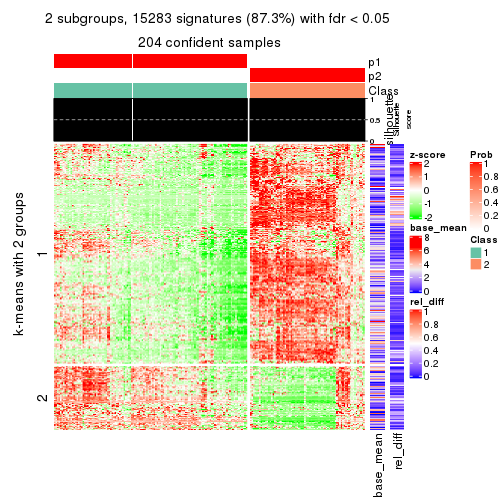 2 subgroups, 15283 signatures (87.3%) with fdr < 0.05
204 confident samples
p1
p2
Class
1
0.5
0
silhouette
Silhouette
score
k-means with 2 groups
1
2
base_mean
rel_diff
z-score
2
1
0
-1
-2
base_mean
8
6
4
2
0
rel_diff
1
0.8
0.6
0.4
0.2
0
Prob
1
0.8
0.6
0.4
0.2
0
Class
1
2